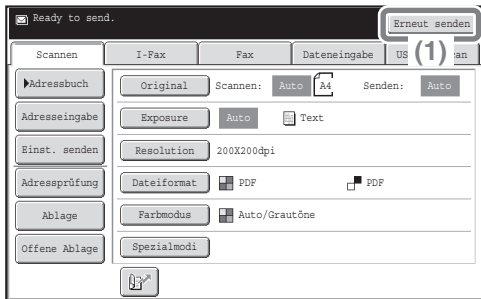 Ready to send.
Erneut senden
(1)
Scannen I-Fax Fax Dateneingabe US an
Adressbuch Original Scannen: Auto A4 Senden: Auto
Adresseingabe Exposure Auto Text
Einst. senden Resolution 200X200dpi
Adressprüfung Dateiformat PDF PDF
Ablage Farbmodus Auto/Grautöne
Offene Ablage Spezialmodi